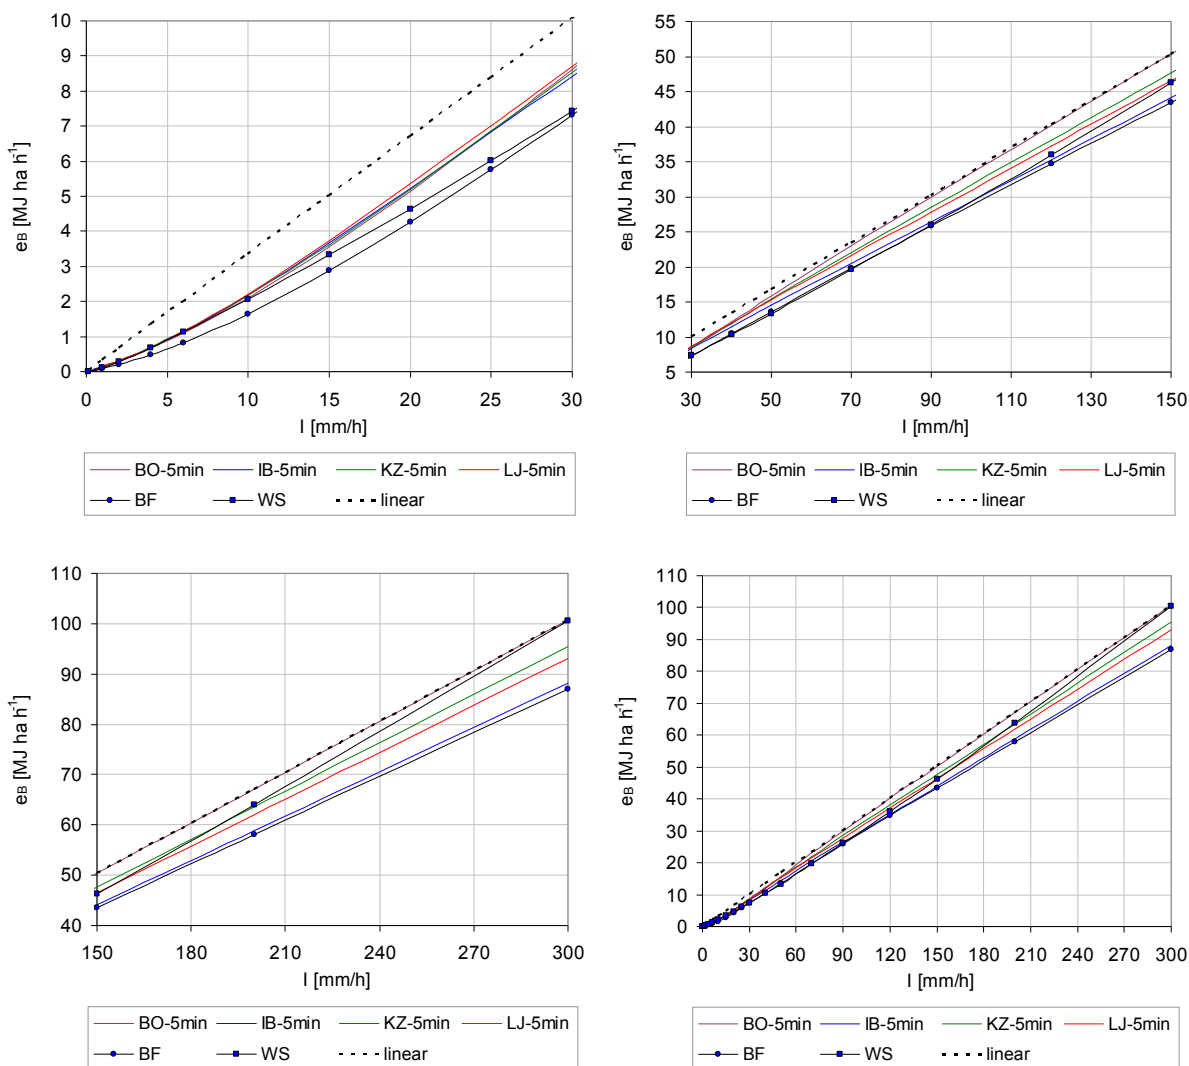 10
9
8
7
6
5
4
3
2
1
0
eB [MJ ha h-1]
0 5 10 15 20 25 30
I [mm/h]
BO-5min IB-5min KZ-5min LJ-5min
BF WS linear
55
50
45
40
35
30
25
20
15
10
5
eB [MJ ha h-1]
30 50 70 90 110 130 150
I [mm/h]
BO-5min IB-5min KZ-5min LJ-5min
BF WS linear
110
100
90
80
70
60
50
40
eB [MJ ha h-1]
150 180 210 240 270 300
I [mm/h]
BO-5min IB-5min KZ-5min LJ-5min
BF WS linear
110
100
90
80
70
60
50
40
30
20
10
0
eB [MJ ha h-1]
0 30 60 90 120 150 180 210 240 270 300
I [mm/h]
BO-5min IB-5min KZ-5min LJ-5min
BF WS linear